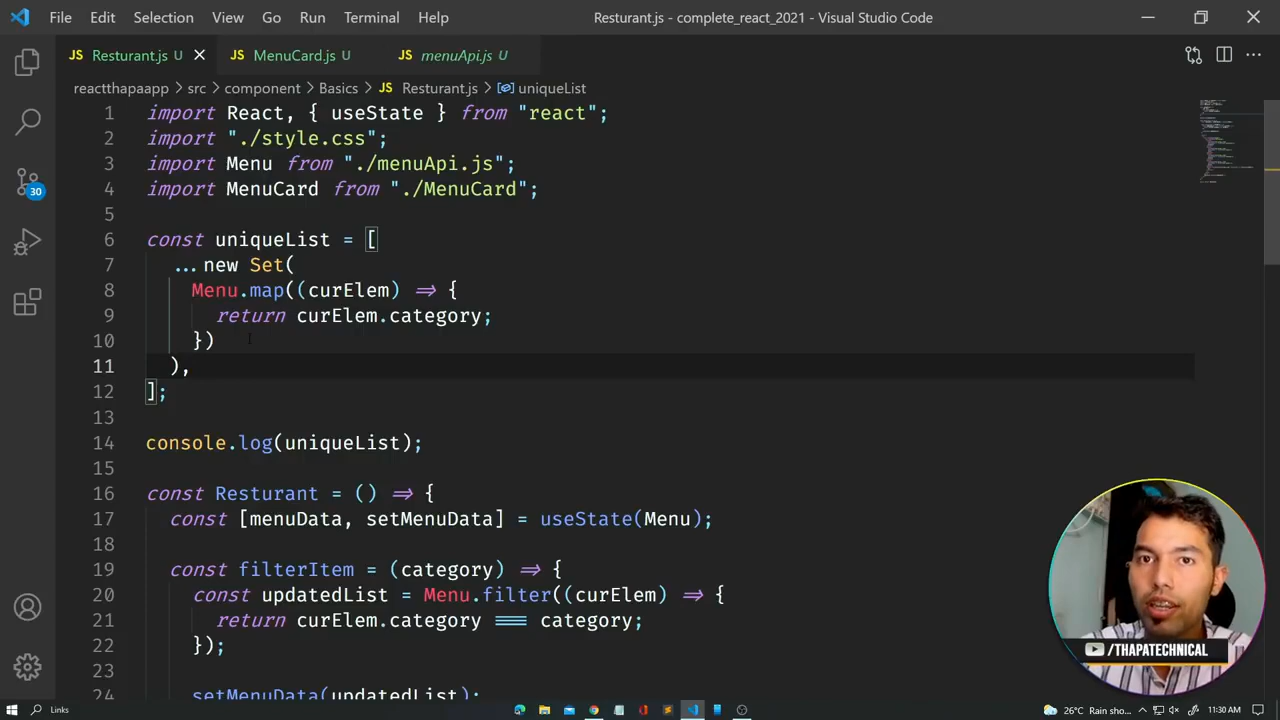 File Edit Selection View Go Run Terminal Help
Resturant.js - complete_react_2021 - Visual Studio Code
JS Resturant.js U
JS MenuCard.js U
JS menuApi.js U
reactthapaapp > src > component > Basics > JS Resturant.js > uniqueList
1 import React, { useState } from "react";
2 import "./style.css";
3 import Menu from "./menuApi.js";
4 import MenuCard from "./MenuCard";
5
6 const uniqueList = [
7 ...new Set(
8 Menu.map((curElem) => {
9 return curElem.category;
10 })
11 ),
12 ];
13
14 console.log(uniqueList);
15
16 const Resturant = () => {
17 const [menuData, setMenuData] = useState(Menu);
18
19 const filterItem = (category) => {
20 const updatedList = Menu.filter((curElem) => {
21 return curElem.category === category;
22 });
23
24 setMenuData(updatedList);
30
/THAPATECHNICAL
Links
26°C Rain sho...
11:30 AM